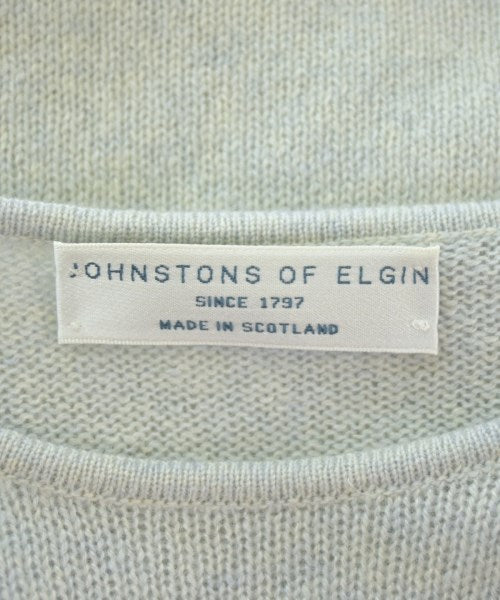 JOHNSTONS OF ELGIN
SINCE 1797
MADE IN SCOTLAND